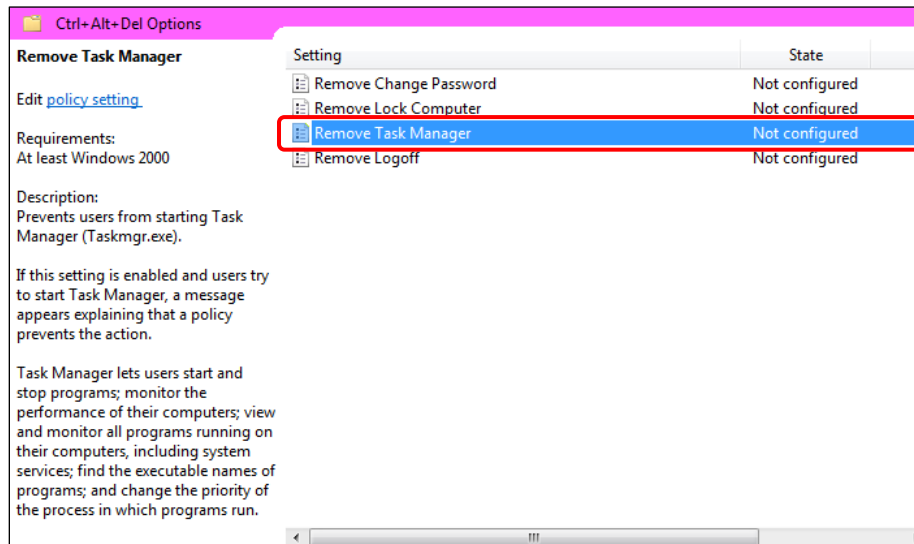 Ctrl+Alt+Del Options
Remove Task Manager
Edit policy setting
Requirements:
At least Windows 2000
Description:
Prevents users from starting Task
Manager (Taskmgr.exe).
If this setting is enabled and users try
to start Task Manager, a message
appears explaining that a policy
prevents the action.
Task Manager lets users start and
stop programs; monitor the
performance of their computers; view
and monitor all programs running on
their computers, including system
services; find the executable names of
programs; and change the priority of
the process in which programs run.
Setting State
Remove Change Password Not configured
Remove Lock Computer Not configured
Remove Task Manager Not configured
Remove Logoff Not configured